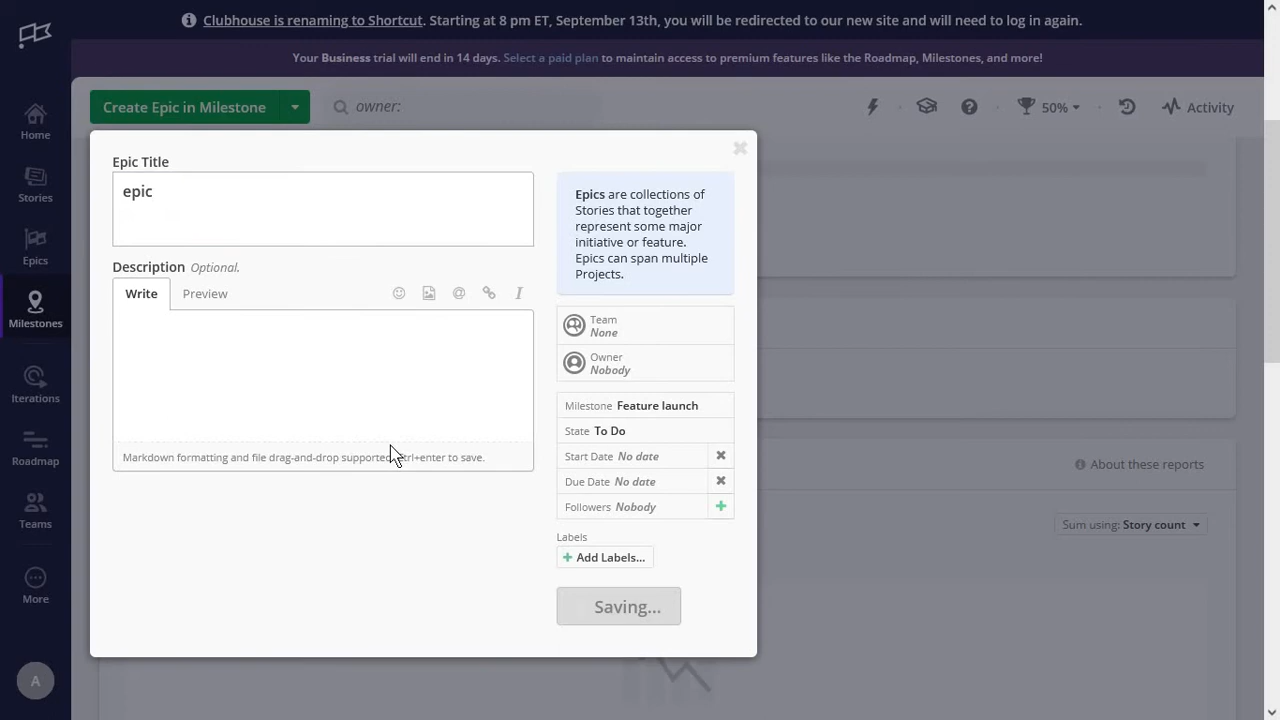 Clubhouse is renaming to Shortcut. Starting at 8 pm ET, September 13th, you will be redirected to our new site and will need to log in again.
Your Business trial will end in 14 days. Select a paid plan to maintain access to premium features like the Roadmap, Milestones, and more!
Create Epic in Milestone
owner:
50%
Activity
Home
Stories
Epics
Milestones
Iterations
Roadmap
Teams
More
A
Epic Title
epic
Description Optional.
Write
Preview
Markdown formatting and file drag-and-drop supported. Ctrl+enter to save.
Epics are collections of
Stories that together
represent some major
initiative or feature.
Epics can span multiple
Projects.
Team
None
Owner
Nobody
Milestone Feature launch
State To Do
Start Date No date
Due Date No date
Followers Nobody
Labels
Add Labels...
Saving...
About these reports
Sum using: Story count